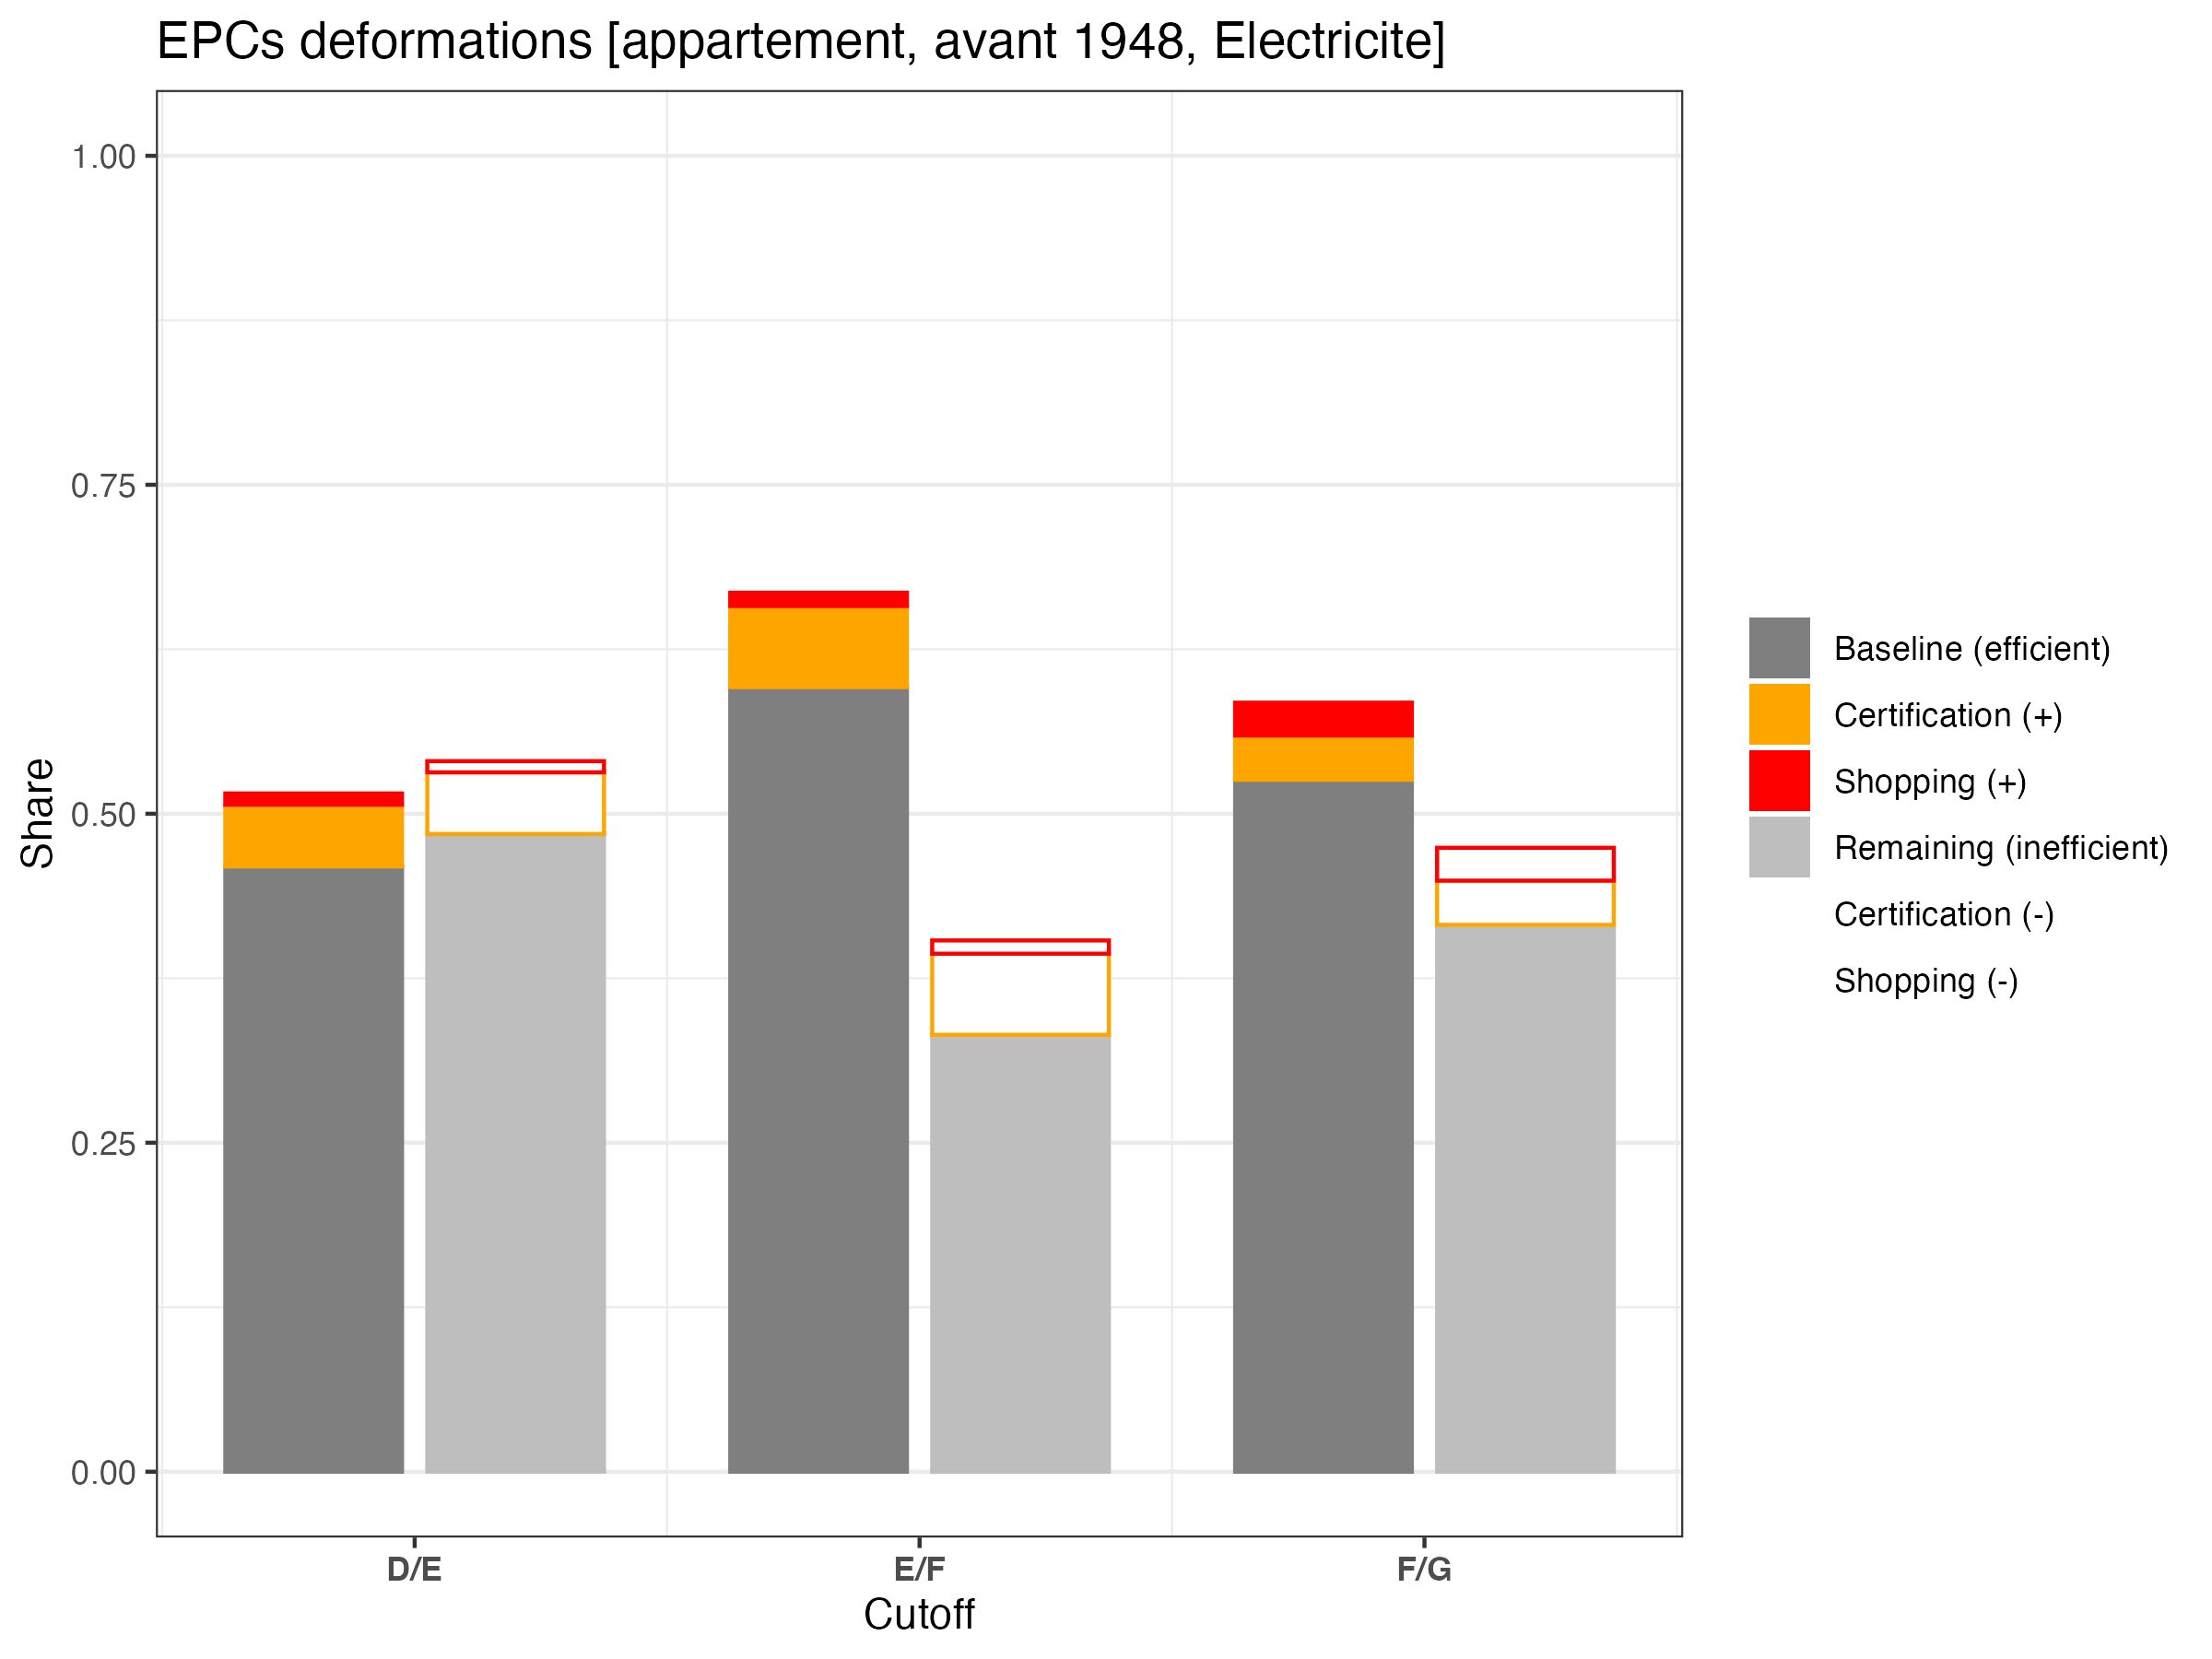 EPCs deformations [appartement, avant 1948, Electricite]
1.00
0.75
0.50
0.25
0.00
Share
D/E
E/F
F/G
Cutoff
Baseline (efficient)
Certification (+)
Shopping (+)
Remaining (inefficient)
Certification (-)
Shopping (-)